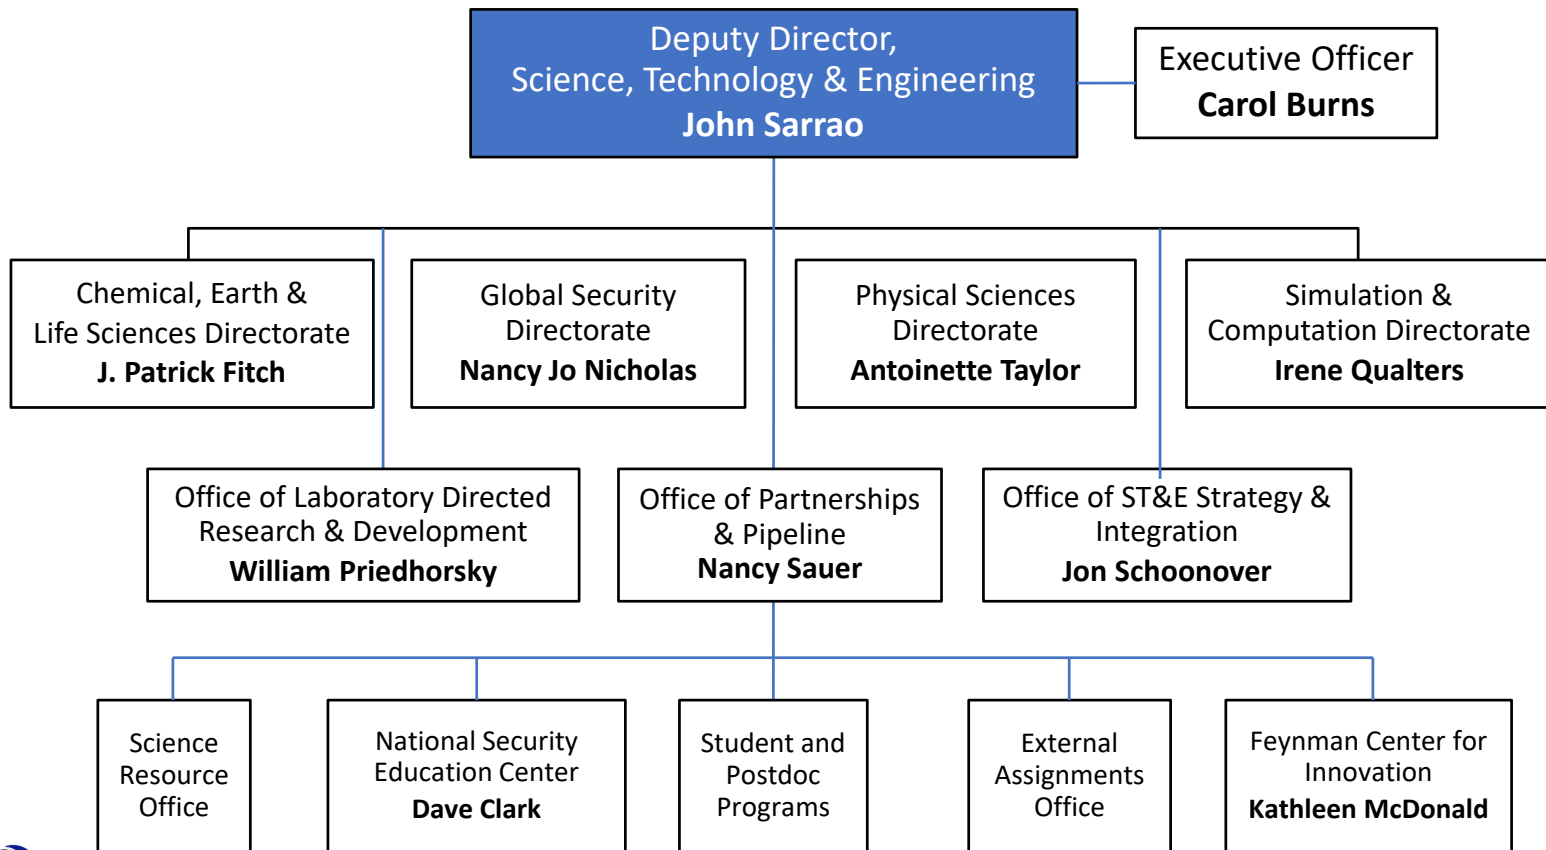 Deputy Director,
Science, Technology & Engineering
John Sarrao
Executive Officer
Carol Burns
Chemical, Earth &
Life Sciences Directorate
J. Patrick Fitch
Global Security
Directorate
Nancy Jo Nicholas
Physical Sciences
Directorate
Antoinette Taylor
Simulation &
Computation Directorate
Irene Qualters
Office of Laboratory Directed
Research & Development
William Priedhorsky
Office of Partnerships
& Pipeline
Nancy Sauer
Office of ST&E Strategy &
Integration
Jon Schoonover
Science
Resource
Office
National Security
Education Center
Dave Clark
Student and
Postdoc
Programs
External
Assignments
Office
Feynman Center for
Innovation
Kathleen McDonald